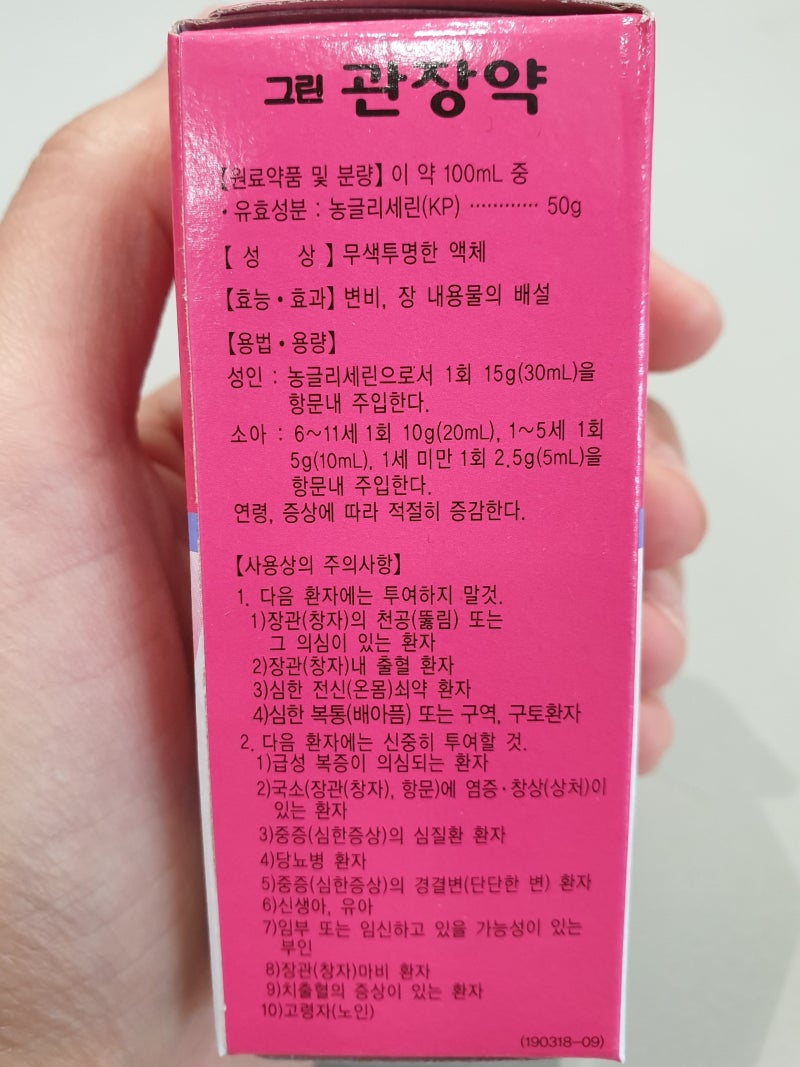 그린 관장약
【원료약품 및 분량】 이 약 100mL 중
• 유효성분 : 농글리세린(KP) ………… 50g
【성 상】 무색투명한 액체
【효능 • 효과】 변비, 장 내용물의 배설
【용법 • 용량】
성인 : 농글리세린으로서 1회 15g(30mL)을
항문내 주입한다.
소아 : 6～11세 1회 10g(20mL), 1～5세 1회
5g(10mL), 1세 미만 1회 2.5g(5mL)을
항문내 주입한다.
연령, 증상에 따라 적절히 증감한다.
【사용상의 주의사항】
1. 다음 환자에는 투여하지 말것.
1)장관(창자)의 천공(뚫림) 또는
그 의심이 있는 환자
2)장관(창자)내 출혈 환자
3)심한 전신(온몸)쇠약 환자
4)심한 복통(배아픔) 또는 구역, 구토환자
2. 다음 환자에는 신중히 투여할 것.
1)급성 복증이 의심되는 환자
2)국소(장관(창자), 항문)에 염증·창상(상처)이
있는 환자
3)중증(심한증상)의 심질환 환자
4)당뇨병 환자
5)중증(심한증상)의 경결변(단단한 변) 환자
6)신생아, 유아
7)임부 또는 임신하고 있을 가능성이 있는
부인
8)장관(창자)마비 환자
9)치출혈의 증상이 있는 환자
10)고령자(노인)
(190318-09)